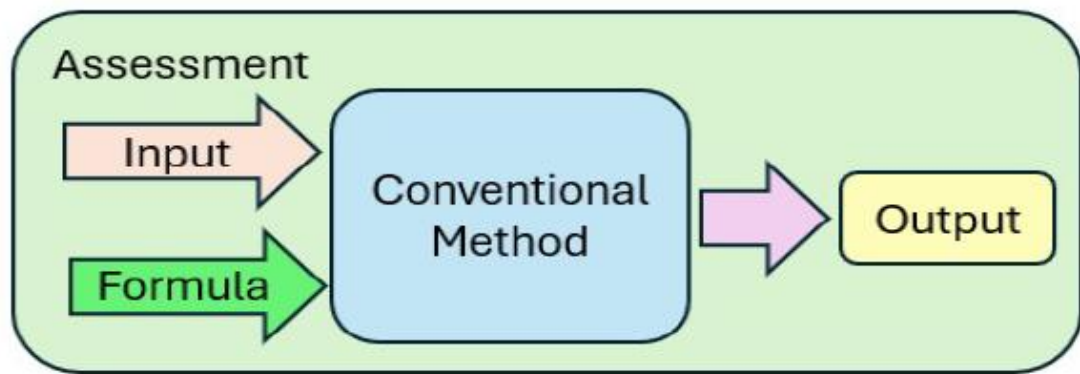 Assessment
Input
Formula
Conventional
Method
Output